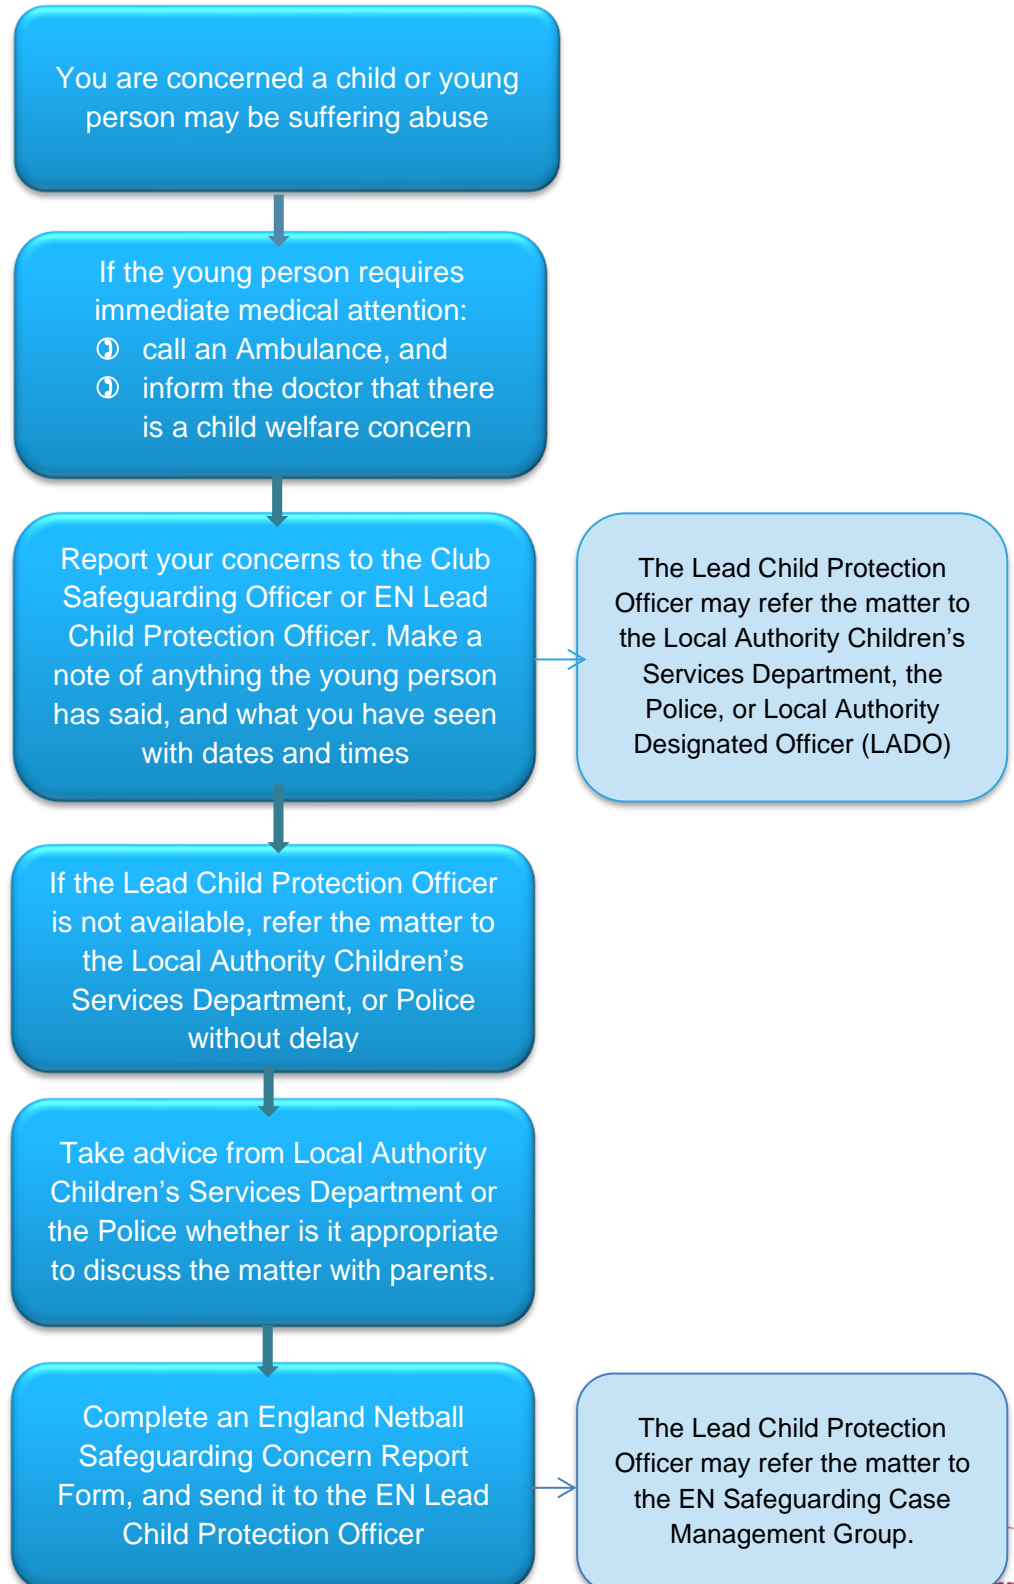 You are concerned a child or young
person may be suffering abuse
If the young person requires
immediate medical attention:
call an Ambulance, and
inform the doctor that there
is a child welfare concern
Report your concerns to the Club
Safeguarding Officer or EN Lead
Child Protection Officer. Make a
note of anything the young person
has said, and what you have seen
with dates and times
The Lead Child Protection
Officer may refer the matter to
the Local Authority Children’s
Services Department, the
Police, or Local Authority
Designated Officer (LADO)
If the Lead Child Protection Officer
is not available, refer the matter to
the Local Authority Children’s
Services Department, or Police
without delay
Take advice from Local Authority
Children’s Services Department or
the Police whether is it appropriate
to discuss the matter with parents.
Complete an England Netball
Safeguarding Concern Report
Form, and send it to the EN Lead
Child Protection Officer
The Lead Child Protection
Officer may refer the matter to
the EN Safeguarding Case
Management Group.